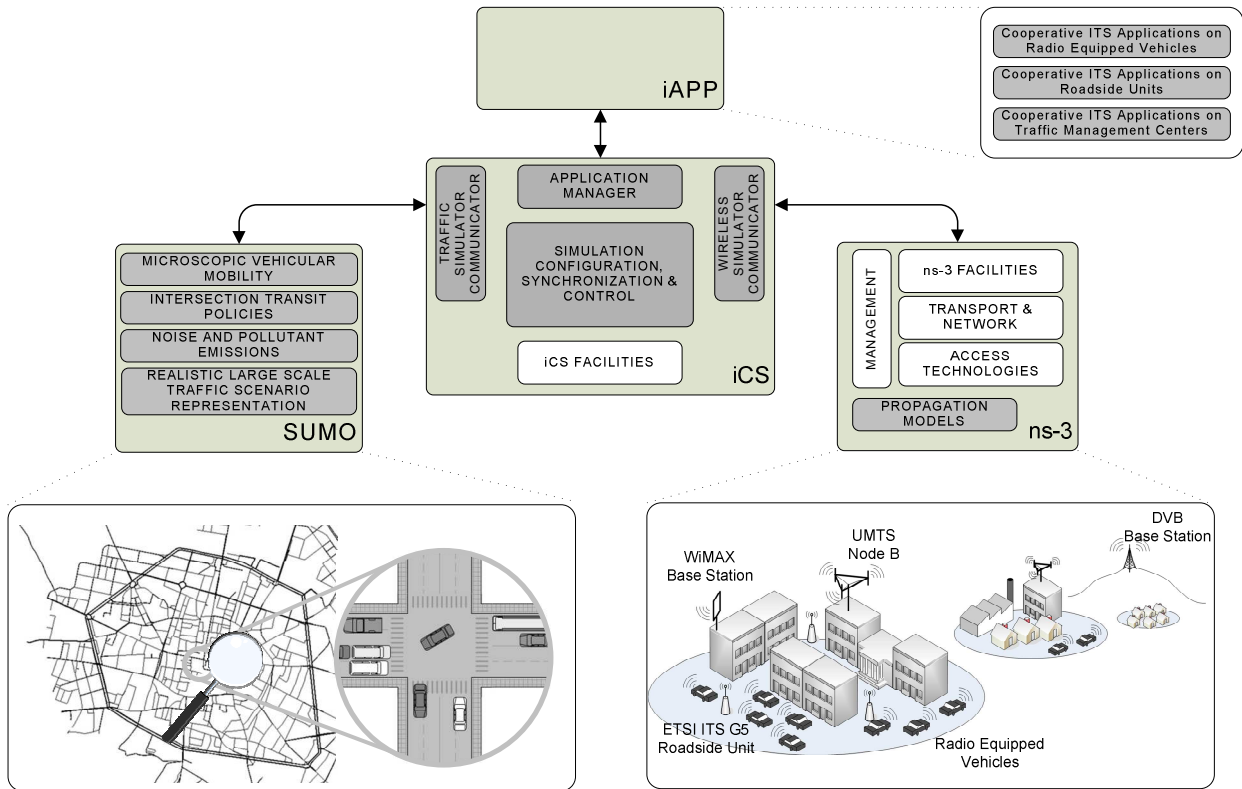 iAPP
Cooperative ITS Applications on
Radio Equipped Vehicles
Cooperative ITS Applications on
Roadside Units
Cooperative ITS Applications on
Traffic Management Centers
TRAFFIC
SIMULATOR
COMMUNICATOR
APPLICATION
MANAGER
SIMULATION
CONFIGURATION,
SYNCHRONIZATION &
CONTROL
iCS FACILITIES
WIRELESS
SIMULATOR
COMMUNICATOR
iCS
MICROSCOPIC VEHICULAR
MOBILITY
INTERSECTION TRANSIT
POLICIES
NOISE AND POLLUTANT
EMISSIONS
REALISTIC LARGE SCALE
TRAFFIC SCENARIO
REPRESENTATION
SUMO
MANAGEMENT
ns-3 FACILITIES
TRANSPORT &
NETWORK
ACCESS
TECHNOLOGIES
PROPAGATION
MODELS
ns-3
WiMAX
Base Station
UMTS
Node B
DVB
Base Station
ETSI ITS G5
Roadside Unit
Radio Equipped
Vehicles